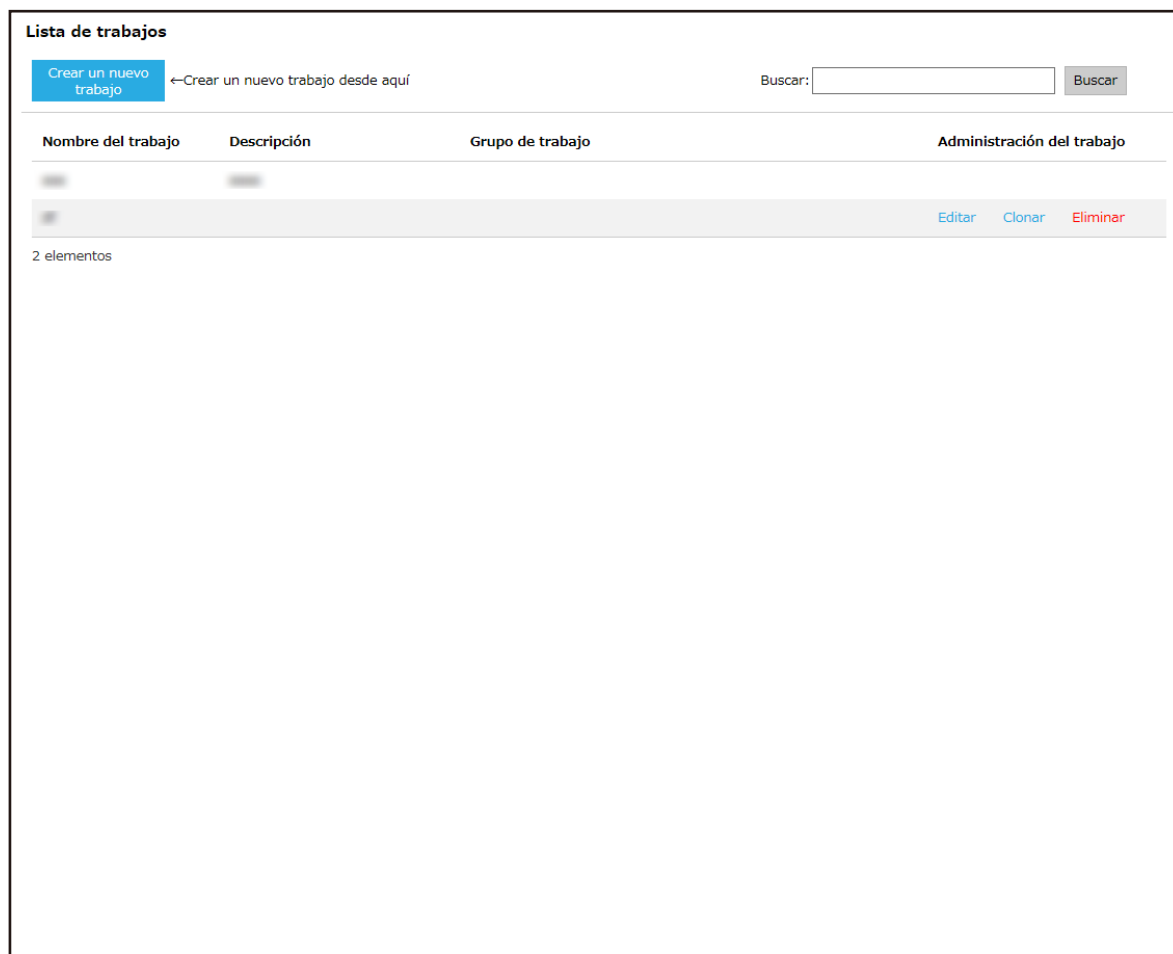 Lista de trabajos
Crear un nuevo
trabajo
←Crear un nuevo trabajo desde aquí
Buscar:
Buscar
Nombre del trabajo Descripción Grupo de trabajo Administración del trabajo
Editar Clonar Eliminar
2 elementos